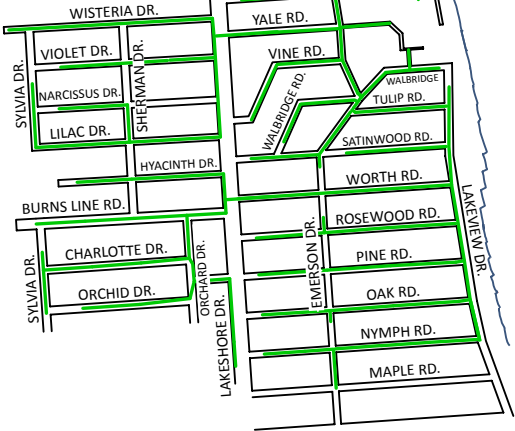 WISTERIA DR.
YALE RD.
VIOLET DR.
VINE RD.
SYLVIA DR.
SHERMAN DR.
WALBRIDGE RD.
WALBRIDGE
NARCISSUS DR.
TULIP RD.
LILAC DR.
SATINWOOD RD.
HYACINTH DR.
WORTH RD.
BURNS LINE RD.
ROSEWOOD RD.
LAKEVIEW DR.
EMERSON DR.
CHARLOTTE DR.
PINE RD.
SYLVIA DR.
ORCHARD DR.
ORCHID DR.
OAK RD.
LAKESHORE DR.
NYMPH RD.
MAPLE RD.